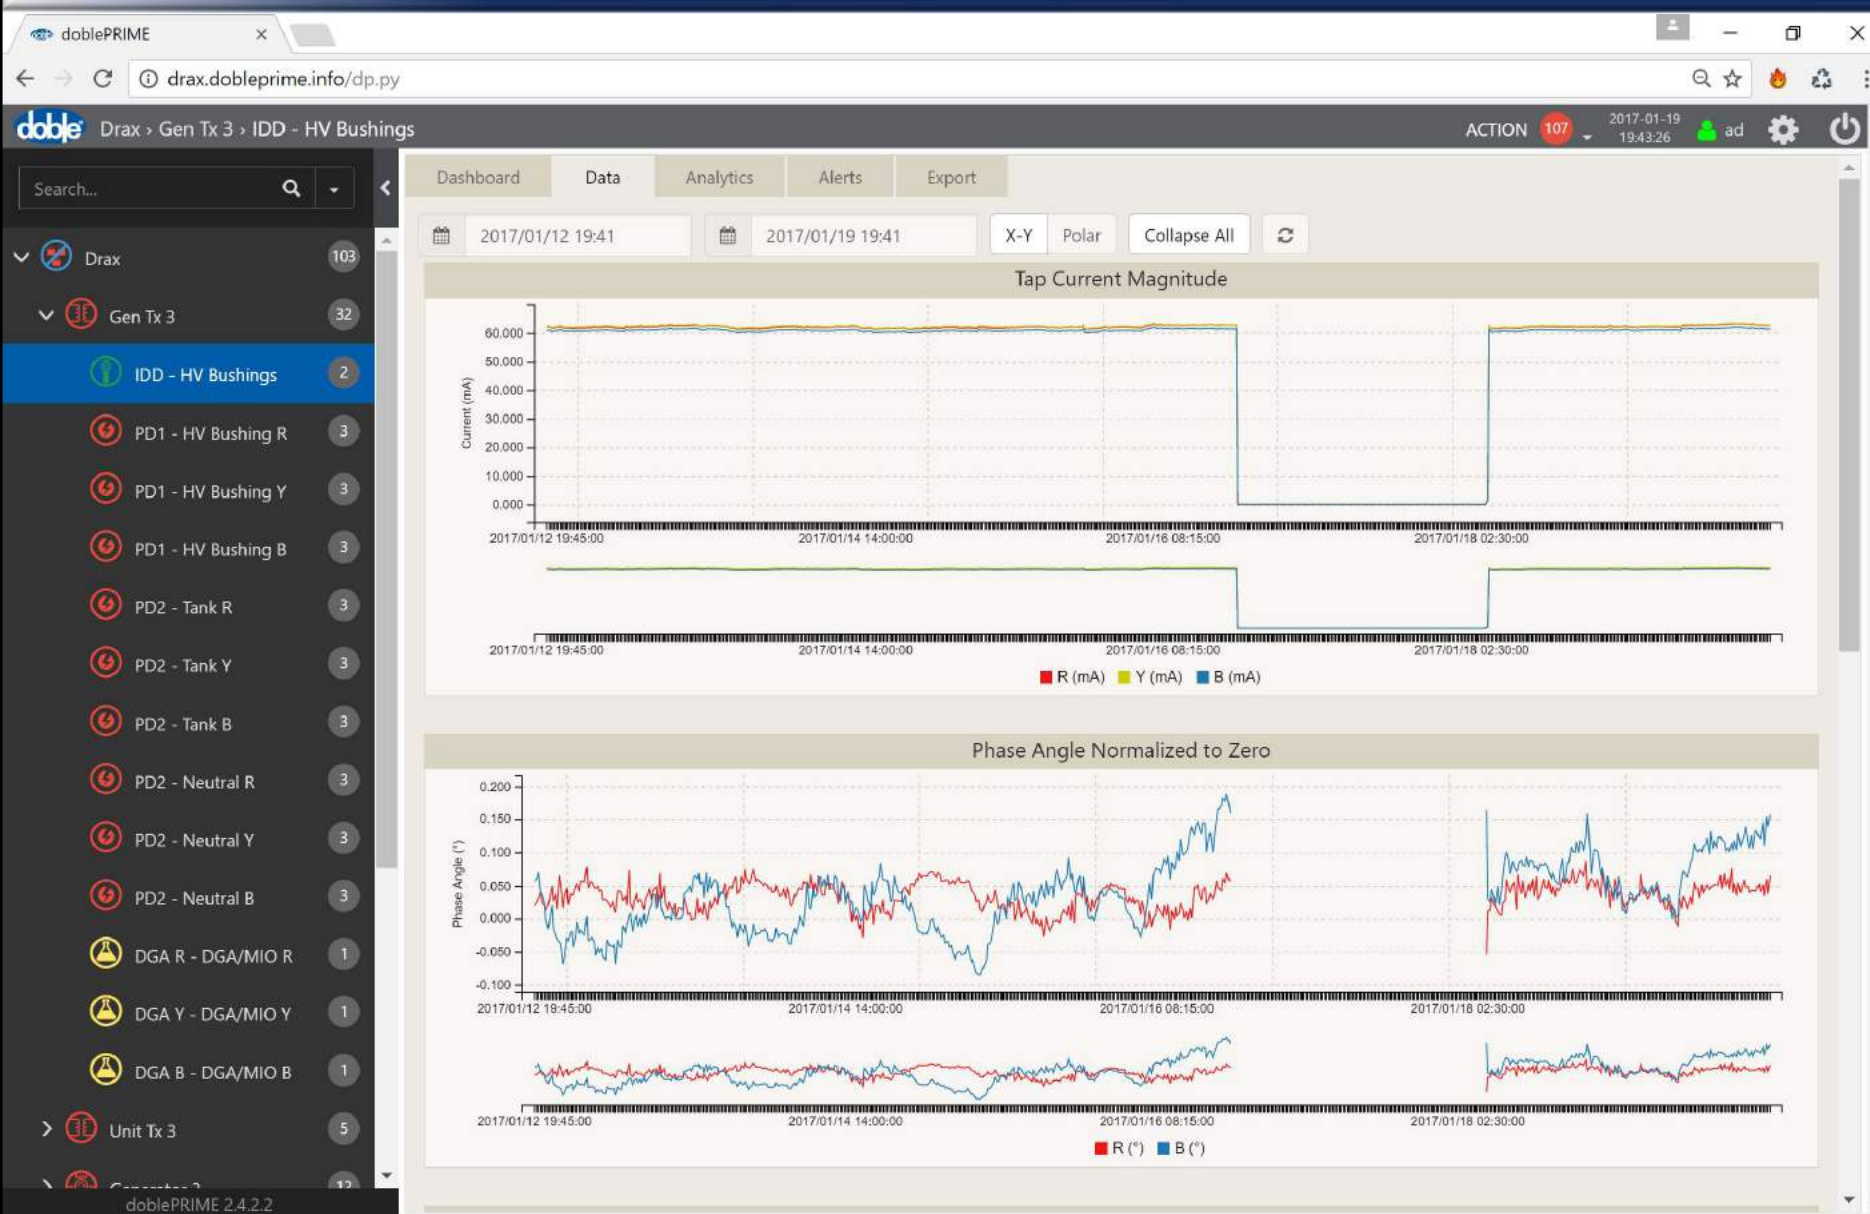 doblePRIME
drax.dobleprime.info/dp.py
doble Drax › Gen Tx 3 › IDD - HV Bushings
ACTION 107 2017-01-19 19:43:26 ad
Search...
Drax 103
Gen Tx 3 32
IDD - HV Bushings 2
PD1 - HV Bushing R 3
PD1 - HV Bushing Y 3
PD1 - HV Bushing B 3
PD2 - Tank R 3
PD2 - Tank Y 3
PD2 - Tank B 3
PD2 - Neutral R 3
PD2 - Neutral Y 3
PD2 - Neutral B 3
DGA R - DGA/MIO R 1
DGA Y - DGA/MIO Y 1
DGA B - DGA/MIO B 1
Unit Tx 3 5
12
doblePRIME 2.4.2.2
Dashboard Data Analytics Alerts Export
2017/01/12 19:41 2017/01/19 19:41 X-Y Polar Collapse All
Tap Current Magnitude
Current (mA)
60.000
50.000
40.000
30.000
20.000
10.000
0.000
2017/01/12 19:45:00 2017/01/14 14:00:00 2017/01/16 08:15:00 2017/01/18 02:30:00
2017/01/12 19:45:00 2017/01/14 14:00:00 2017/01/16 08:15:00 2017/01/18 02:30:00
R (mA) Y (mA) B (mA)
Phase Angle Normalized to Zero
Phase Angle (°)
0.200
0.150
0.100
0.050
0.000
-0.050
-0.100
2017/01/12 19:45:00 2017/01/14 14:00:00 2017/01/16 08:15:00 2017/01/18 02:30:00
2017/01/12 19:45:00 2017/01/14 14:00:00 2017/01/16 08:15:00 2017/01/18 02:30:00
R (°) B (°)